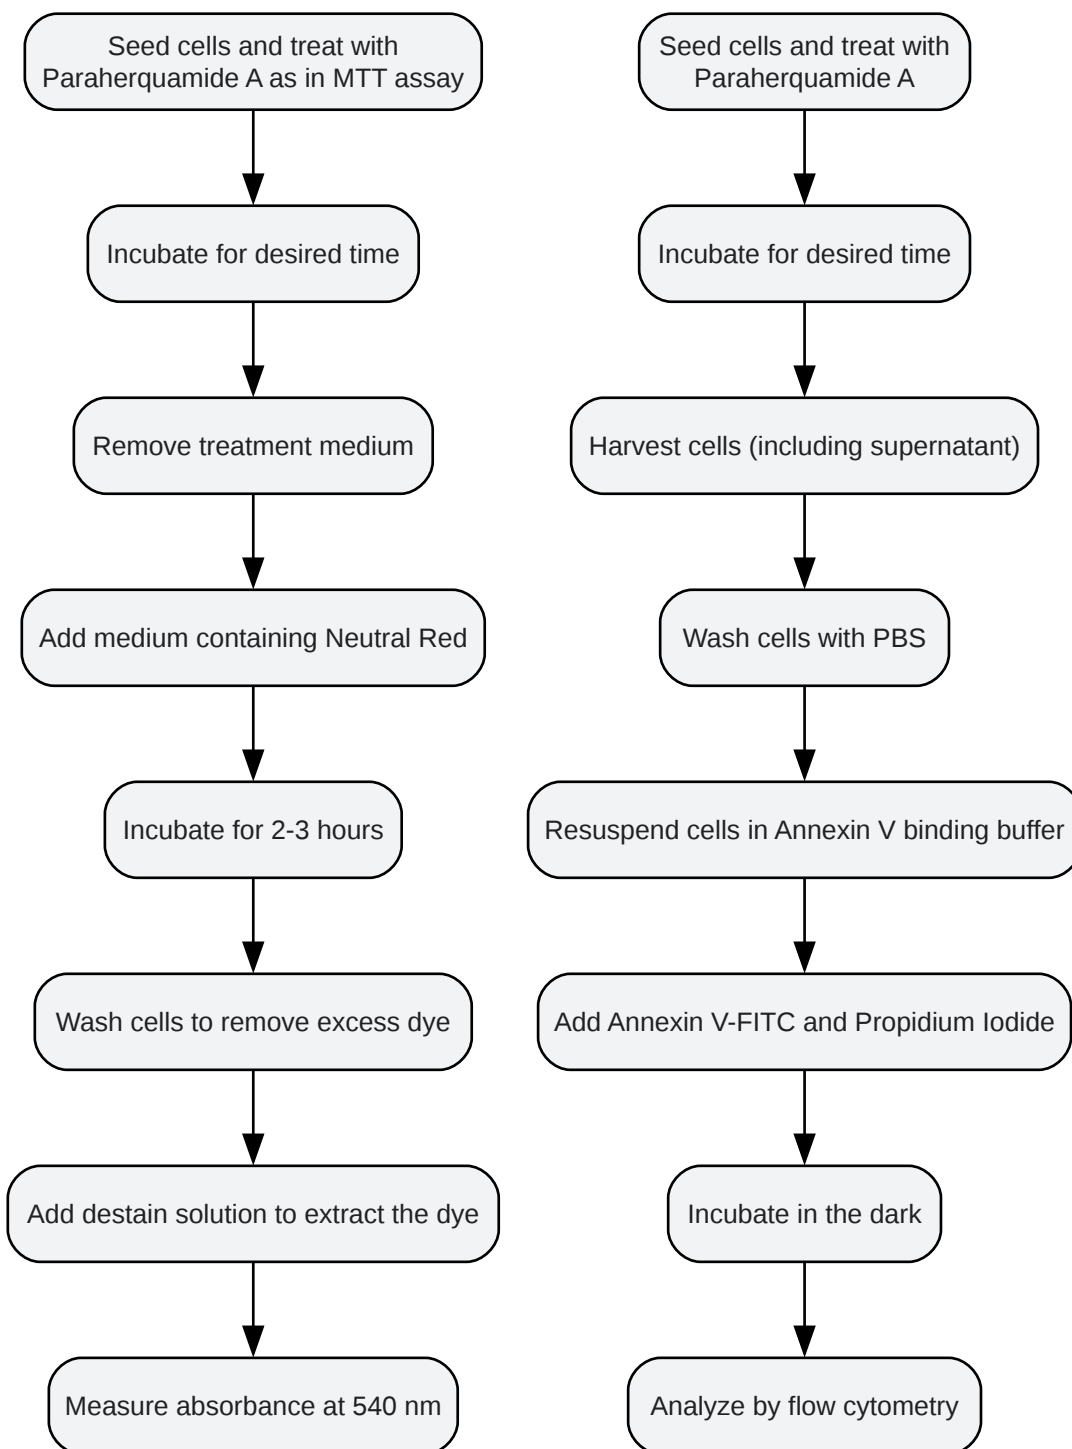 Seed cells and treat with
Paraherquamide A as in MTT assay
Incubate for desired time
Remove treatment medium
Add medium containing Neutral Red
Incubate for 2-3 hours
Wash cells to remove excess dye
Add destain solution to extract the dye
Measure absorbance at 540 nm
Seed cells and treat with
Paraherquamide A
Incubate for desired time
Harvest cells (including supernatant)
Wash cells with PBS
Resuspend cells in Annexin V binding buffer
Add Annexin V-FITC and Propidium Iodide
Incubate in the dark
Analyze by flow cytometry